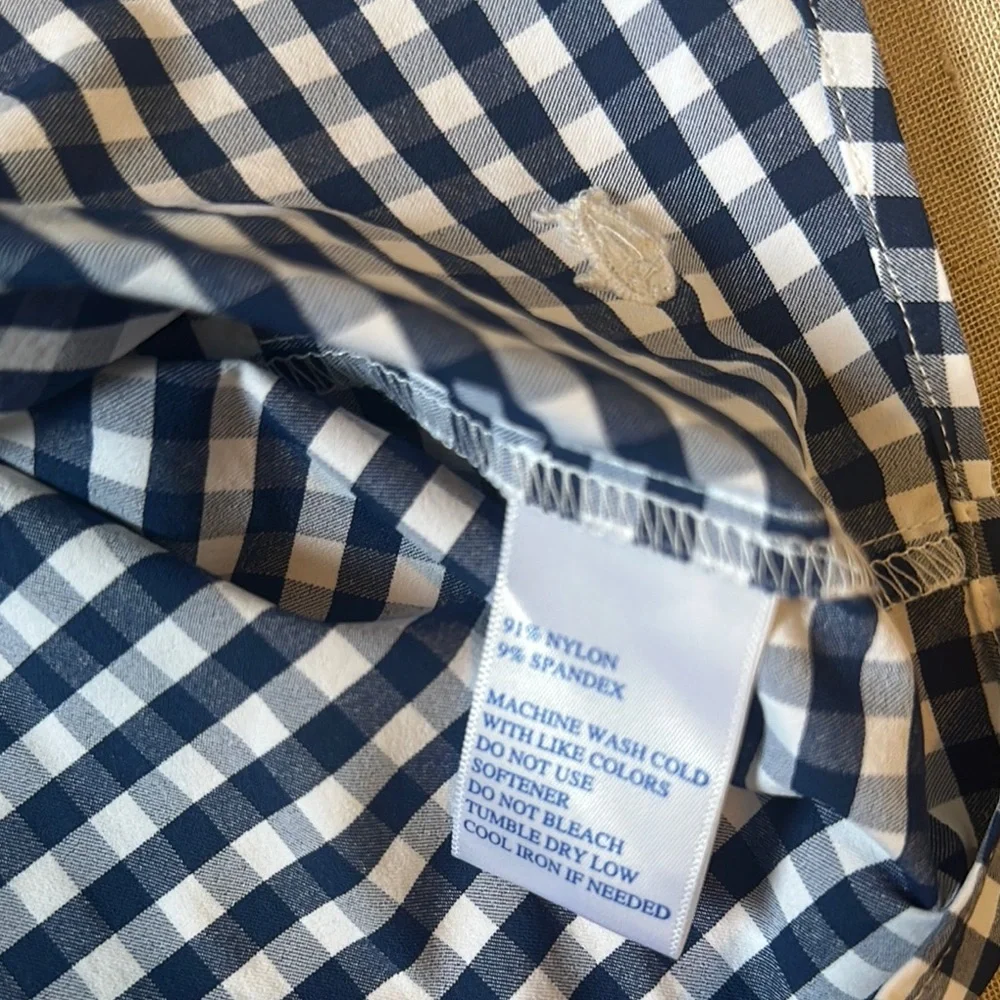 91% NYLON
9% SPANDEX
MACHINE WASH COLD
WITH LIKE COLORS
DO NOT USE
SOFTENER
DO NOT BLEACH
TUMBLE DRY LOW
COOL IRON IF NEEDED